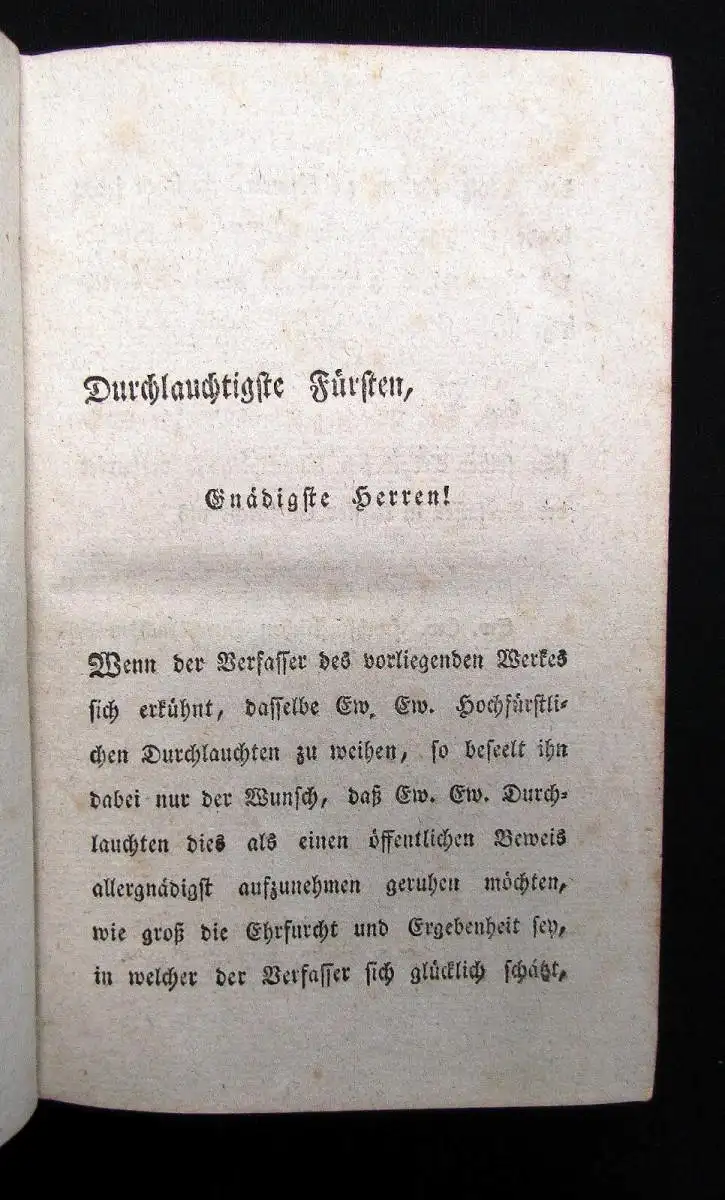 Durchlauchtigste Fürsten,
Gnädigste Herren!
Wenn der Verfasser des vorliegenden Werkes
sich erkühnt, dasselbe Ew. Ew. Hochfürstli-
chen Durchlauchten zu weihen, so beseelt ihn
dabei nur der Wunsch, daß Ew. Ew. Durch-
lauchten dies als einen öffentlichen Beweis
allergnädigst aufzunehmen geruhen möchten,
wie groß die Ehrfurcht und Ergebenheit sey,
in welcher der Verfasser sich glücklich schätzt,